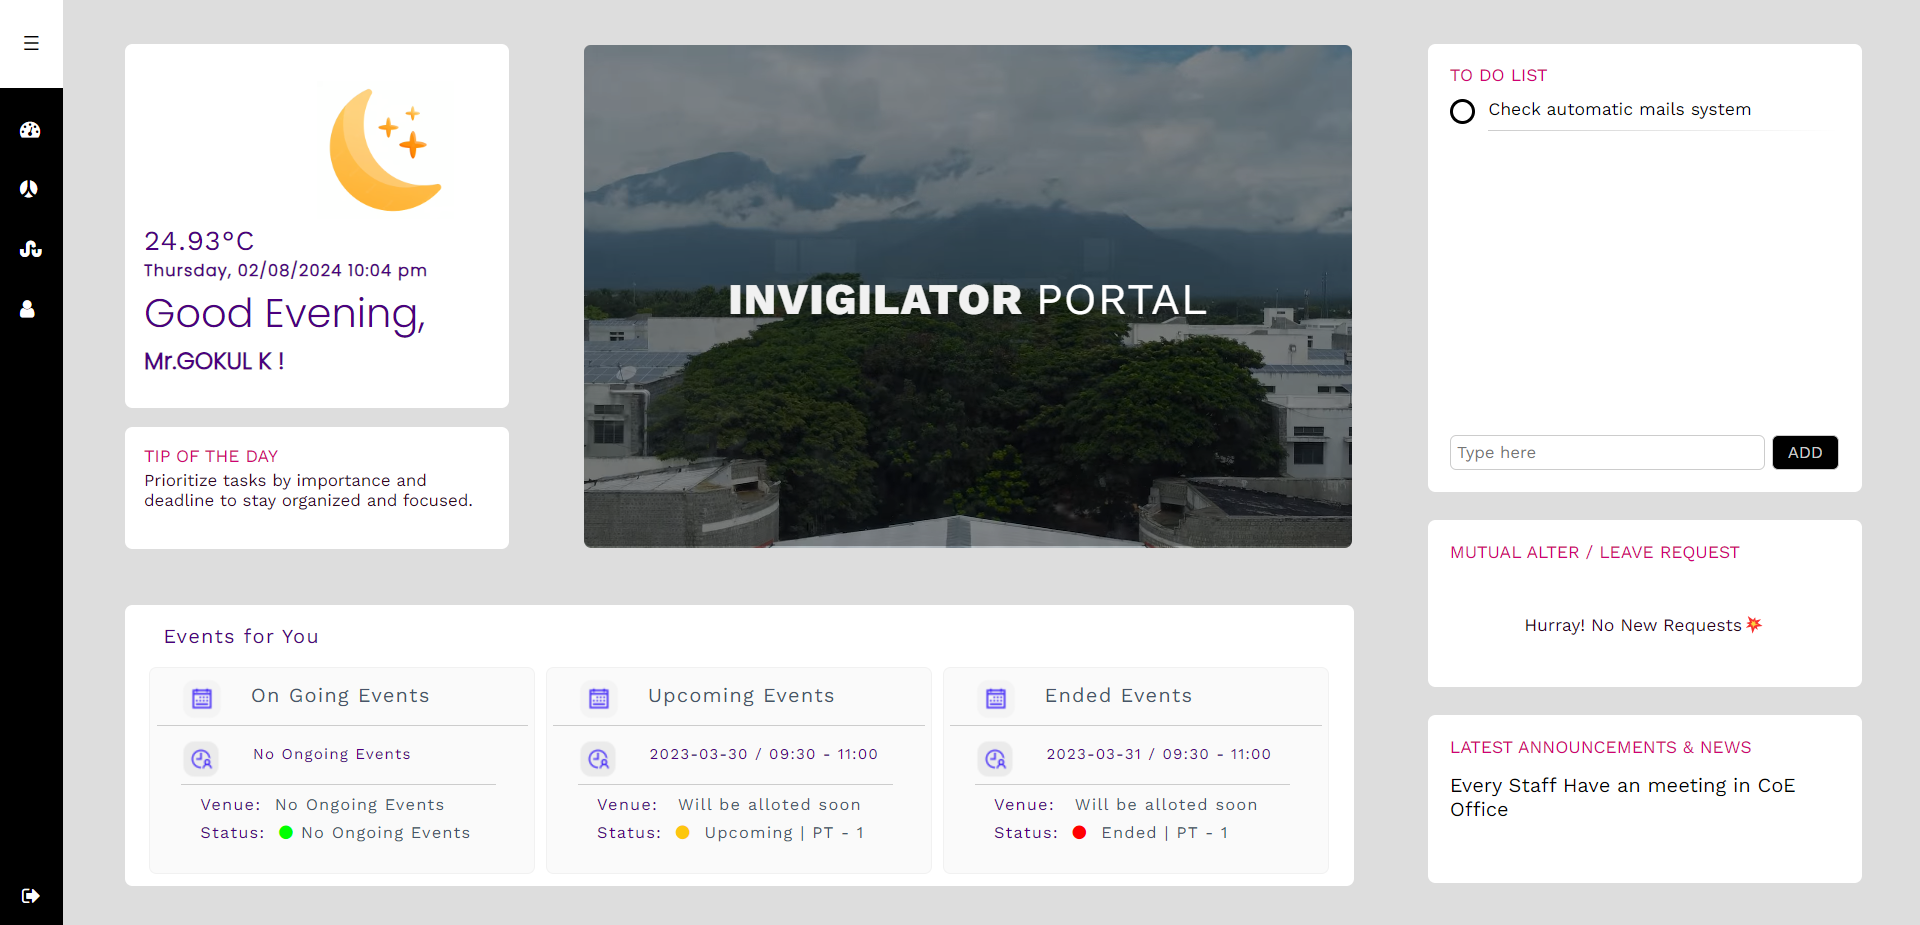 24.93°C
Thursday, 02/08/2024 10:04 pm
Good Evening,
Mr.GOKUL K !
TIP OF THE DAY
Prioritize tasks by importance and
deadline to stay organized and focused.
INVIGILATOR PORTAL
TO DO LIST
Check automatic mails system
Type here
ADD
MUTUAL ALTER / LEAVE REQUEST
Hurray! No New Requests💥
LATEST ANNOUNCEMENTS & NEWS
Every Staff Have an meeting in CoE
Office
Events for You
On Going Events
No Ongoing Events
Venue: No Ongoing Events
Status: No Ongoing Events
Upcoming Events
2023-03-30 / 09:30 - 11:00
Venue: Will be alloted soon
Status: Upcoming | PT - 1
Ended Events
2023-03-31 / 09:30 - 11:00
Venue: Will be alloted soon
Status: Ended | PT - 1